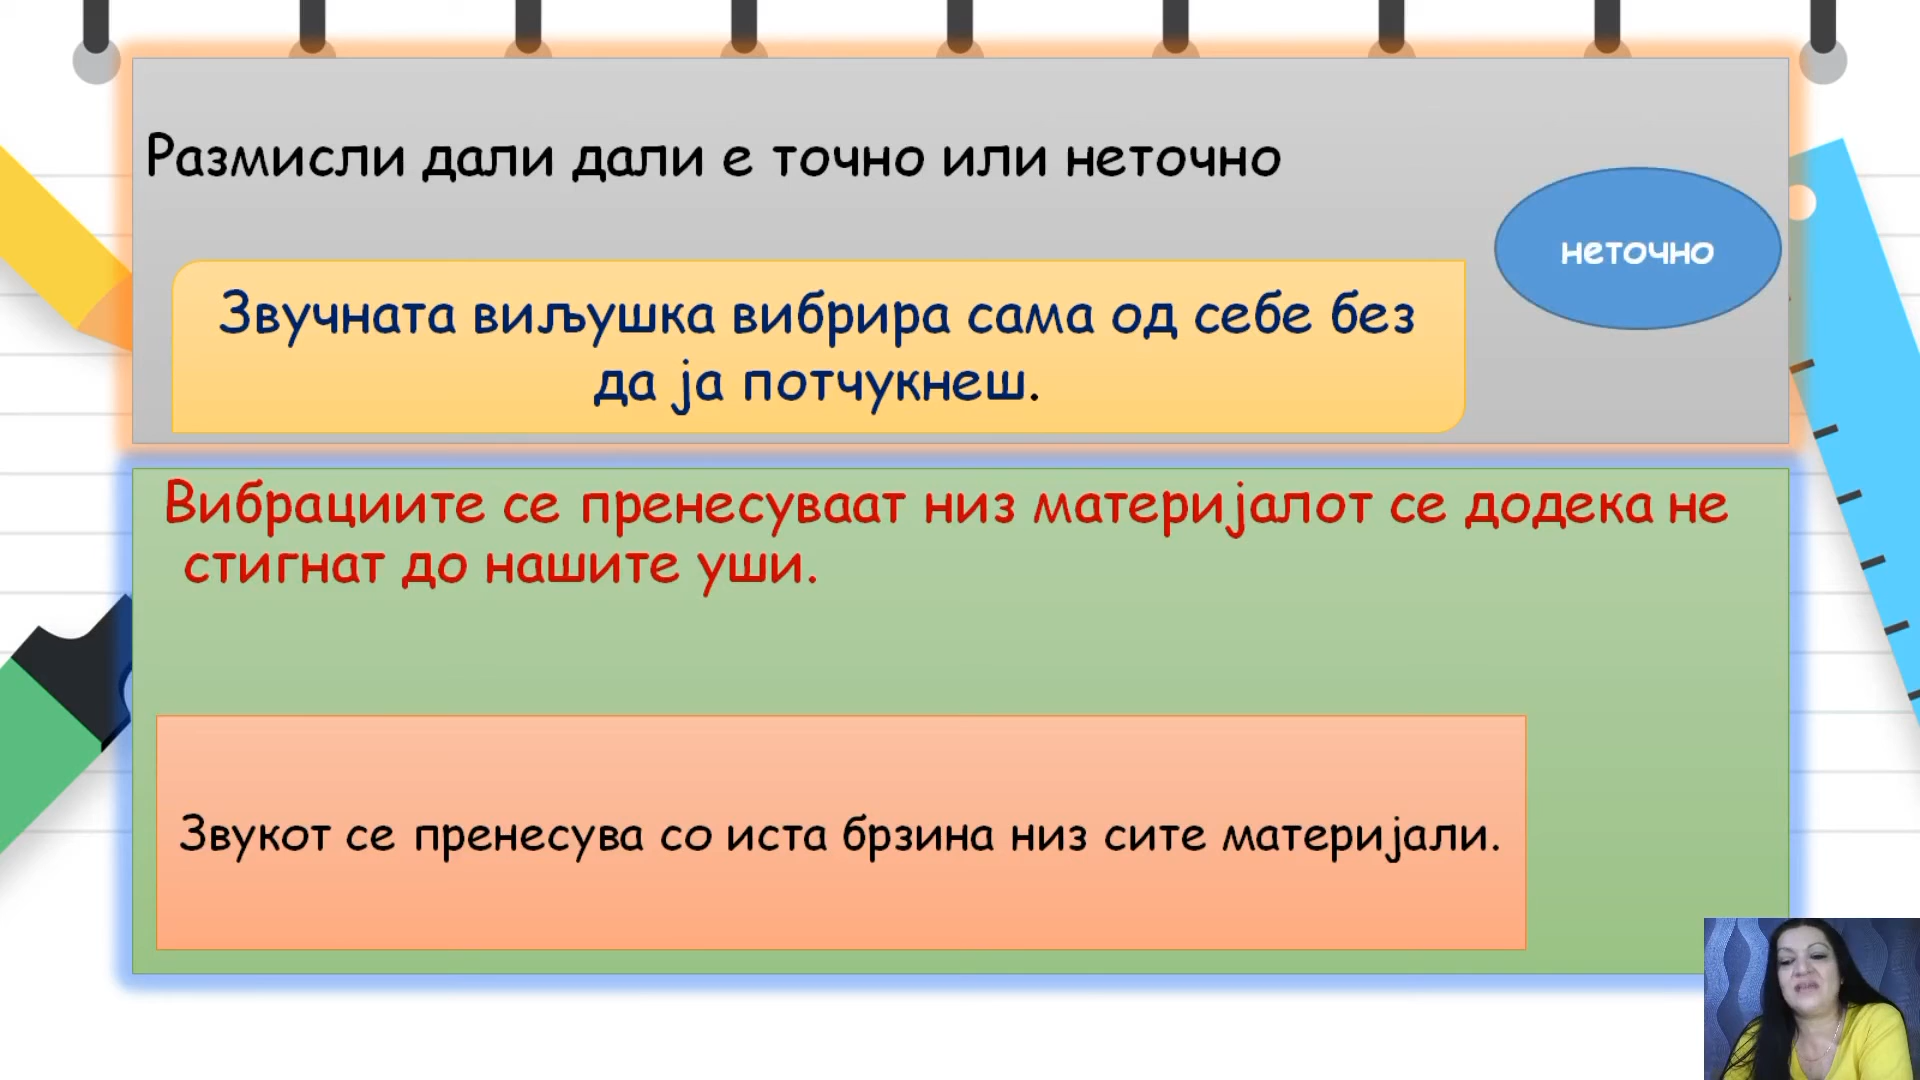 Размисли дали дали е точно или неточно
неточно
Звучната виљушка вибрира сама од себе без
да ја потчукнеш.
Вибрациите се пренесуваат низ материјалот се додека не
стигнат до нашите уши.
Звукот се пренесува со иста брзина низ сите материјали.